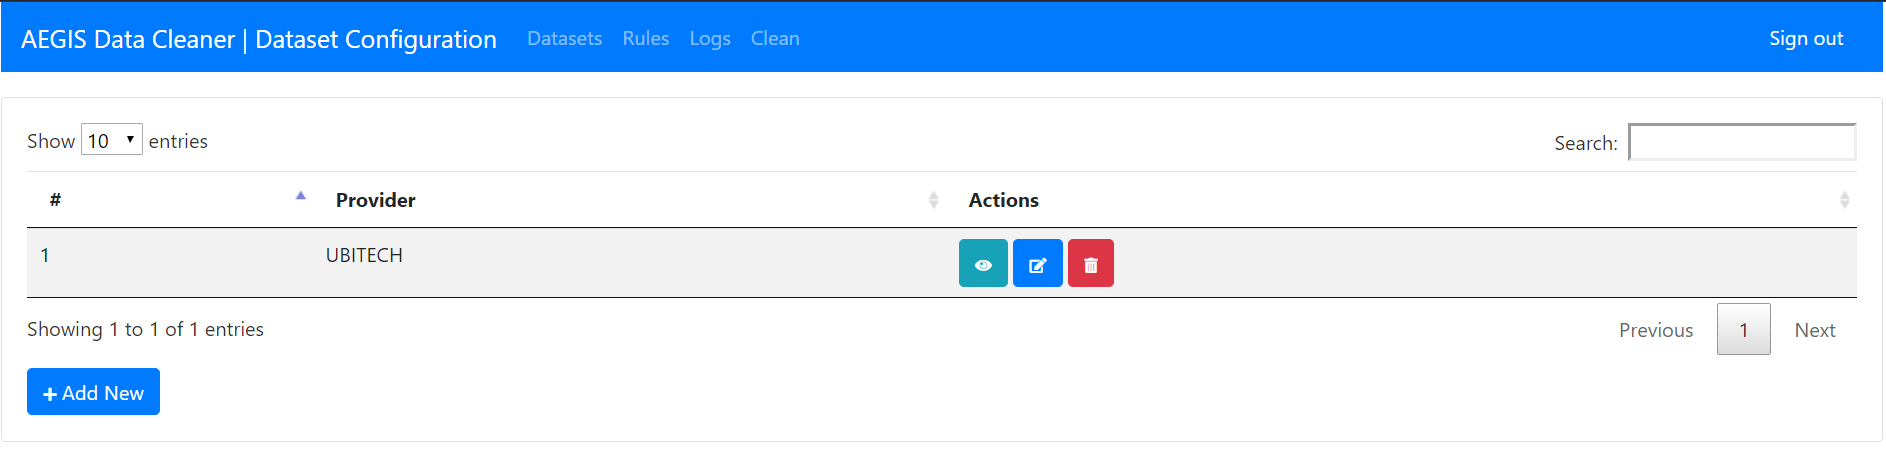 AEGIS Data Cleaner | Dataset Configuration Datasets Rules Logs Clean Sign out
Show 10 entries Search:
# Provider Actions
1 UBITECH
Showing 1 to 1 of 1 entries Previous 1 Next
+ Add New